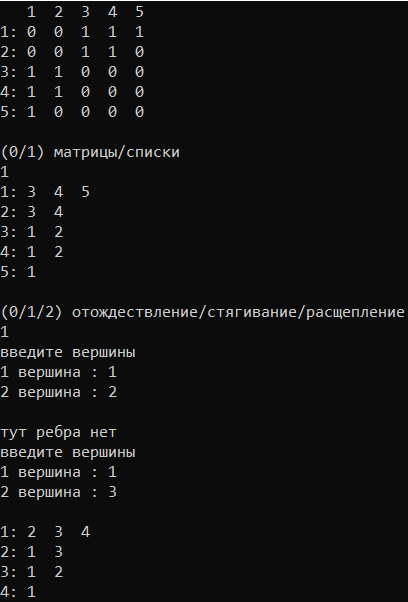 1 2 3 4 5
1: 0 0 1 1 1
2: 0 0 1 1 0
3: 1 1 0 0 0
4: 1 1 0 0 0
5: 1 0 0 0 0
(0/1) матрицы/списки
1
1: 3 4 5
2: 3 4
3: 1 2
4: 1 2
5: 1
(0/1/2) отождествление/стягивание/расщепление
1
введите вершины
1 вершина : 1
2 вершина : 2
тут ребра нет
введите вершины
1 вершина : 1
2 вершина : 3
1: 2 3 4
2: 1 3
3: 1 2
4: 1